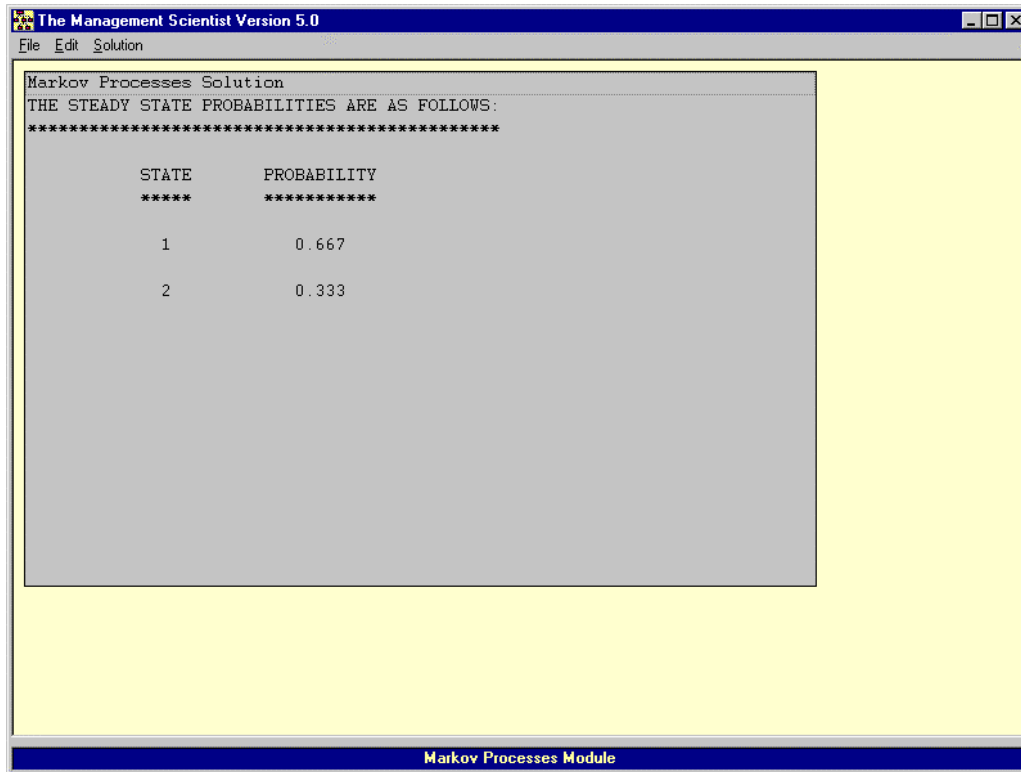 The Management Scientist Version 5.0
File Edit Solution
Markov Processes Solution
THE STEADY STATE PROBABILITIES ARE AS FOLLOWS:
**********************************************
STATE PROBABILITY
***** ***********
1 0.667
2 0.333
Markov Processes Module